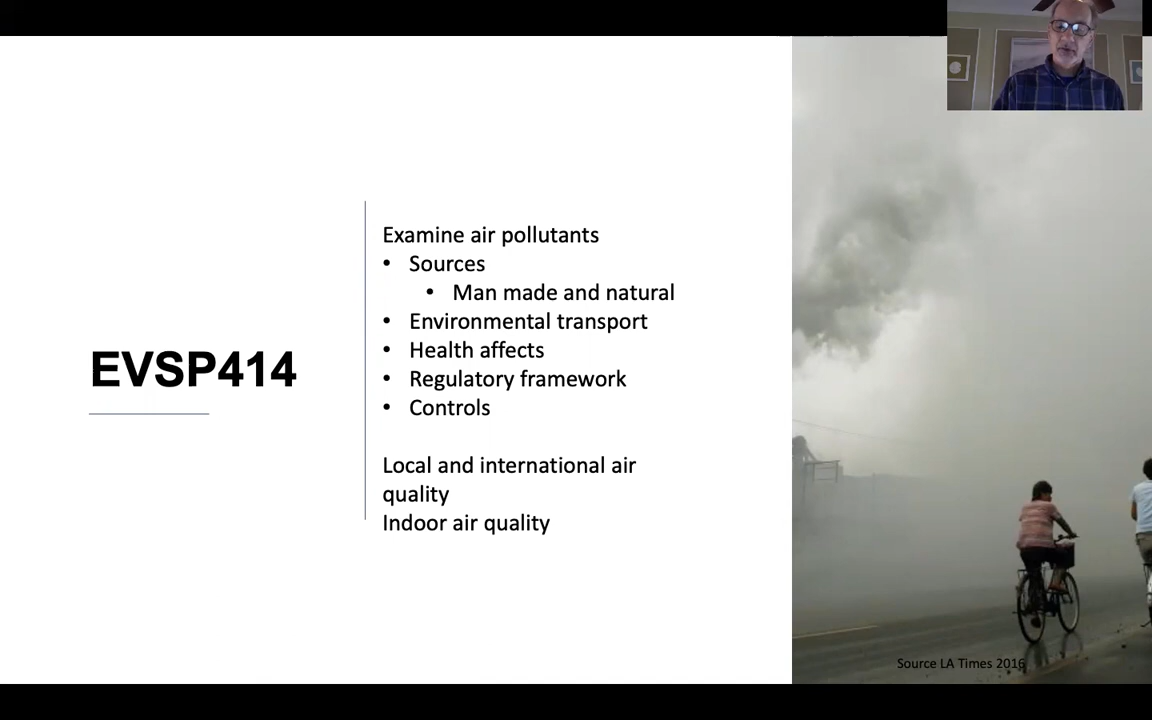 EVSP414
Examine air pollutants
• Sources
• Man made and natural
• Environmental transport
• Health affects
• Regulatory framework
• Controls
Local and international air
quality
Indoor air quality
Source LA Times 2016